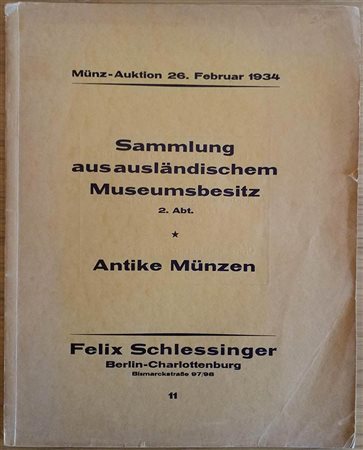 Münz-Auktion 26. Februar 1934
Sammlung
aus ausländischem
Museumsbesitz
2. Abt.
★
Antike Münzen
Felix Schlessinger
Berlin-Charlottenburg
Bismarckstraße 97/98
11